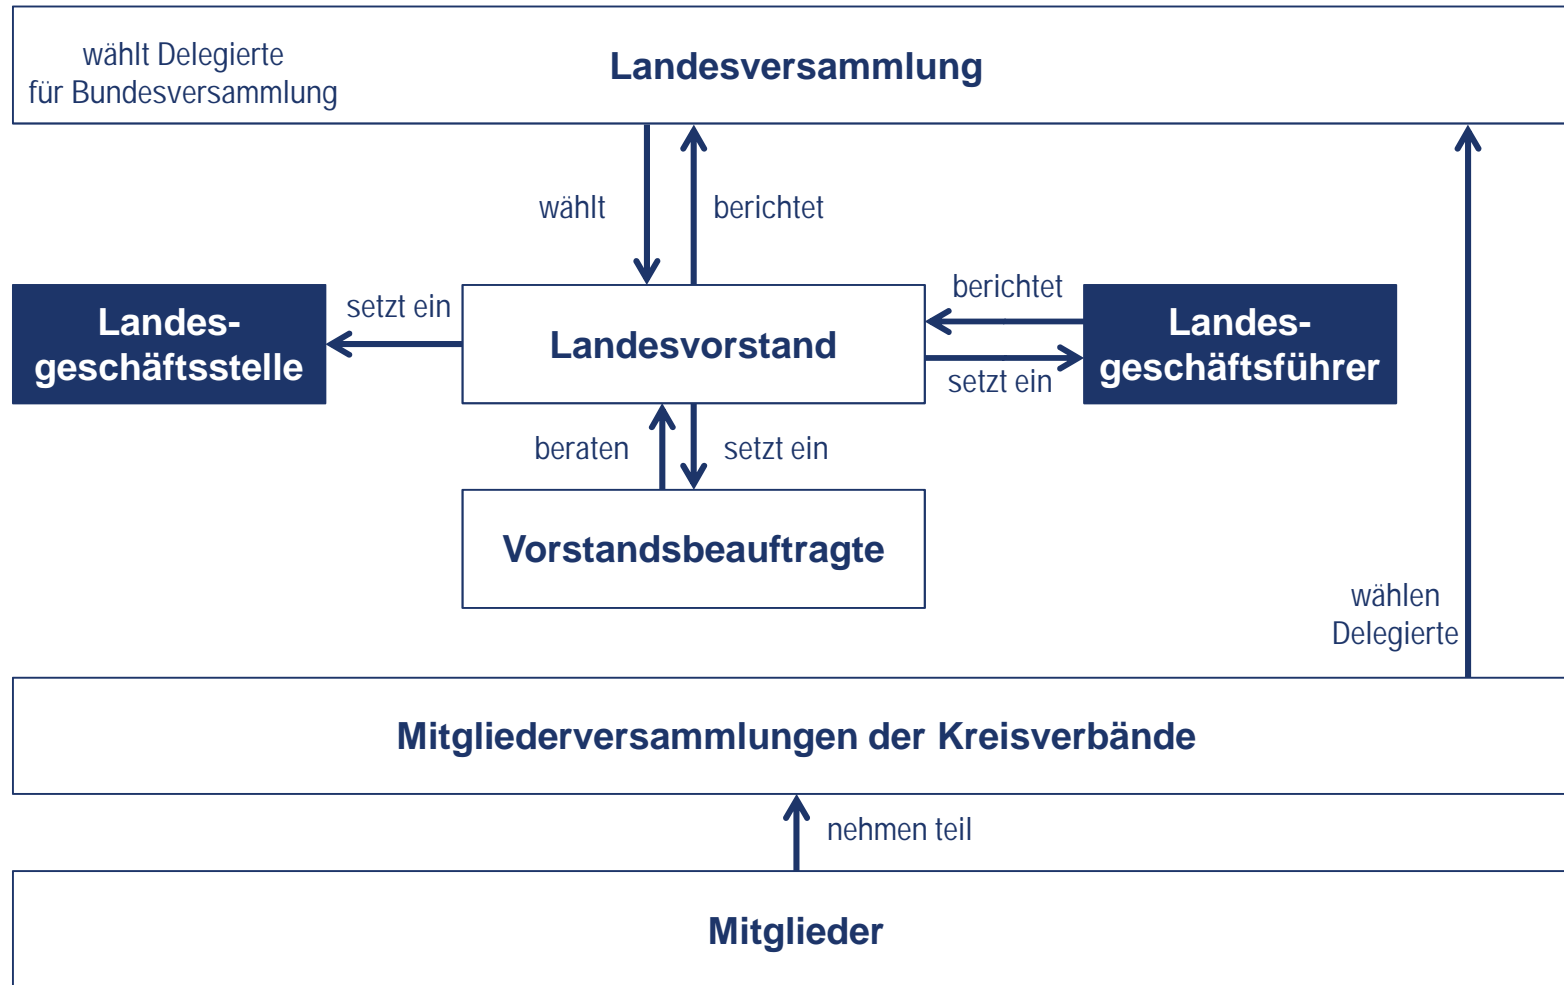 wählt Delegierte
für Bundesversammlung
Landesversammlung
wählt
berichtet
Landes-
geschäftsstelle
setzt ein
Landesvorstand
berichtet
setzt ein
Landes-
geschäftsführer
beraten
setzt ein
Vorstandsbeauftragte
wählen
Delegierte
Mitgliederversammlungen der Kreisverbände
nehmen teil
Mitglieder